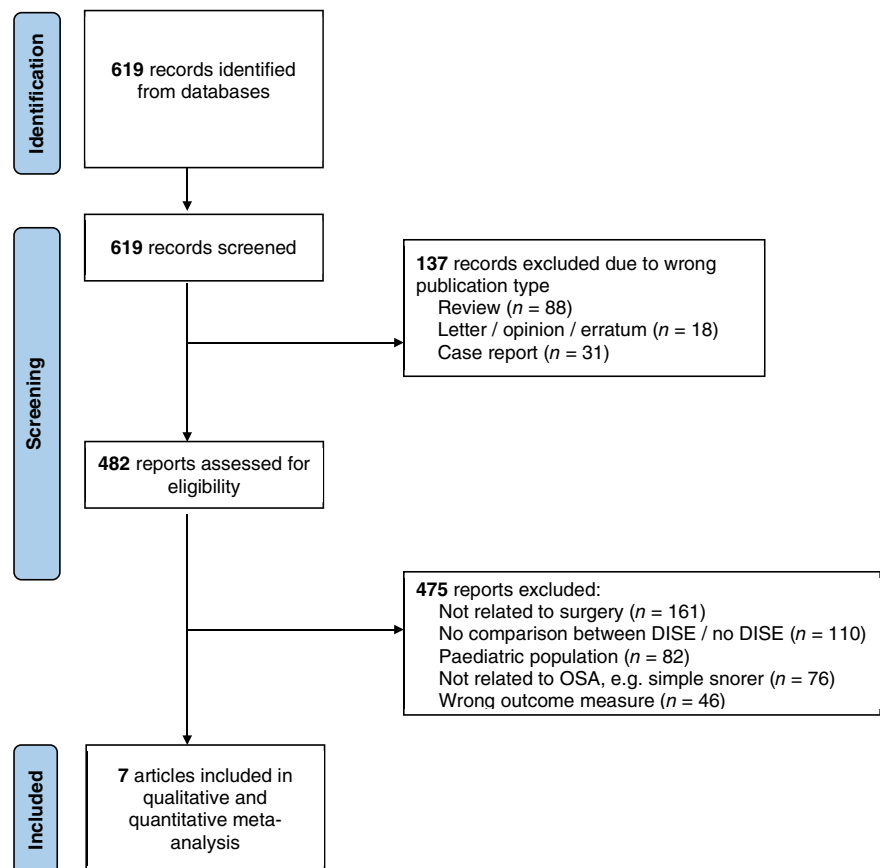 Identification
619 records identified
from databases
Screening
619 records screened
137 records excluded due to wrong
publication type
Review (n = 88)
Letter / opinion / erratum (n = 18)
Case report (n = 31)
482 reports assessed for
eligibility
475 reports excluded:
Not related to surgery (n = 161)
No comparison between DISE / no DISE (n = 110)
Paediatric population (n = 82)
Not related to OSA, e.g. simple snorer (n = 76)
Wrong outcome measure (n = 46)
Included
7 articles included in
qualitative and
quantitative meta-
analysis